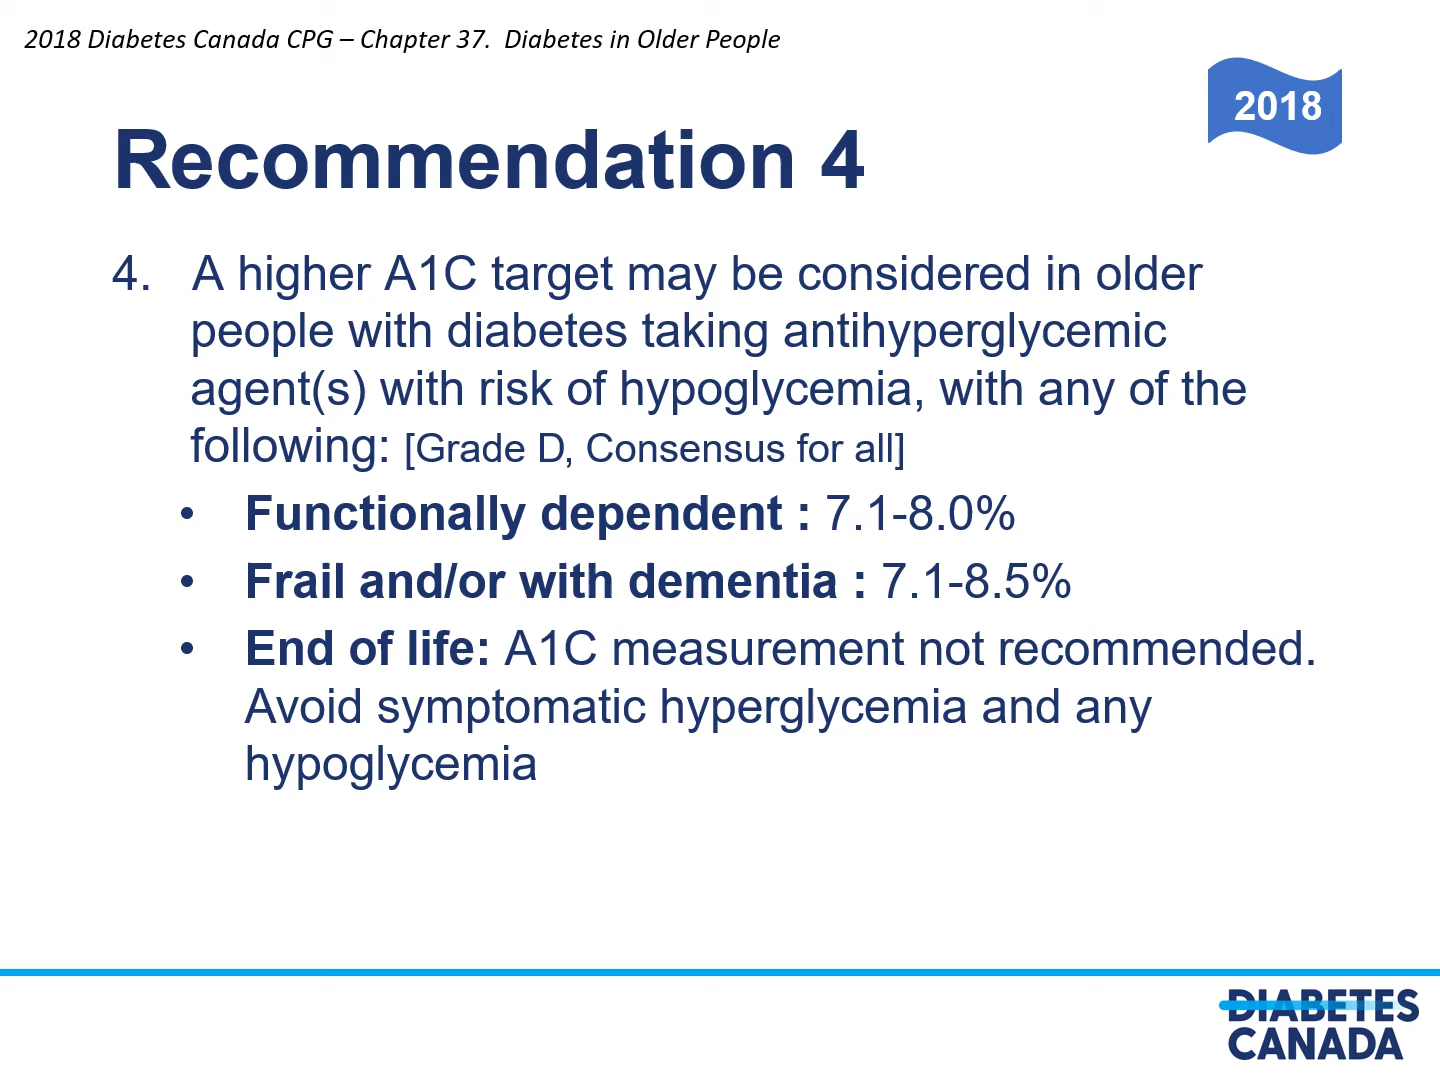 2018 Diabetes Canada CPG – Chapter 37. Diabetes in Older People
2018
Recommendation 4
4. A higher A1C target may be considered in older
people with diabetes taking antihyperglycemic
agent(s) with risk of hypoglycemia, with any of the
following: [Grade D, Consensus for all]
• Functionally dependent : 7.1-8.0%
• Frail and/or with dementia : 7.1-8.5%
• End of life: A1C measurement not recommended.
Avoid symptomatic hyperglycemia and any
hypoglycemia
DIABETES
CANADA